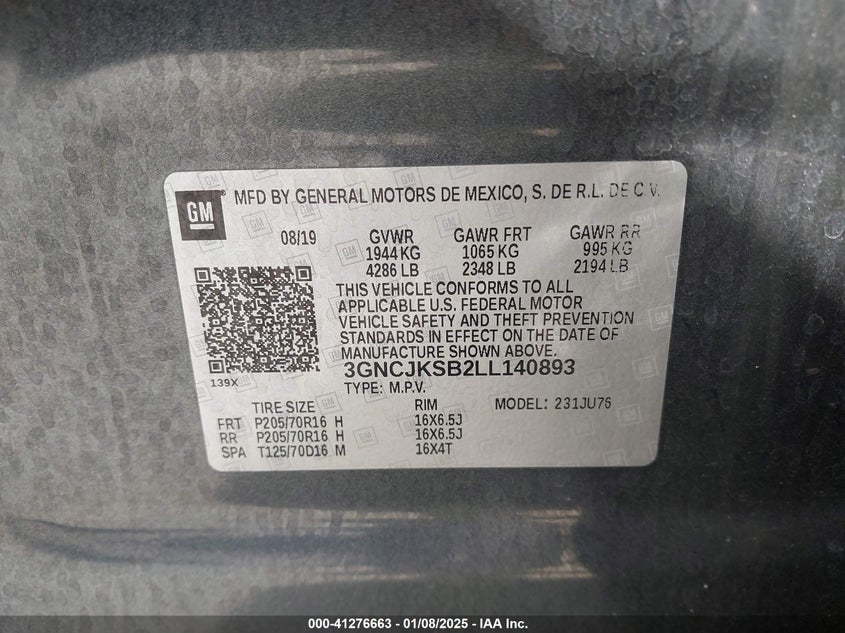 GM
MFD BY GENERAL MOTORS DE MEXICO, S. DE R.L. DE C.V.
08/19 GVWR GAWR FRT GAWR RR
1944 KG 1065 KG 995 KG
4286 LB 2348 LB 2194 LB
THIS VEHICLE CONFORMS TO ALL
APPLICABLE U.S. FEDERAL MOTOR
VEHICLE SAFETY AND THEFT PREVENTION
STANDARDS IN EFFECT ON THE DATE OF
MANUFACTURE SHOWN ABOVE.
139X
3GNCJKSB2LL140893
TYPE: M.P.V.
TIRE SIZE RIM MODEL: 231JU76
FRT P205/70R16 H 16X6.5J
RR P205/70R16 H 16X6.5J
SPA T125/70D16 M 16X4T
000-41276663 - 01/08/2025 - IAA Inc.